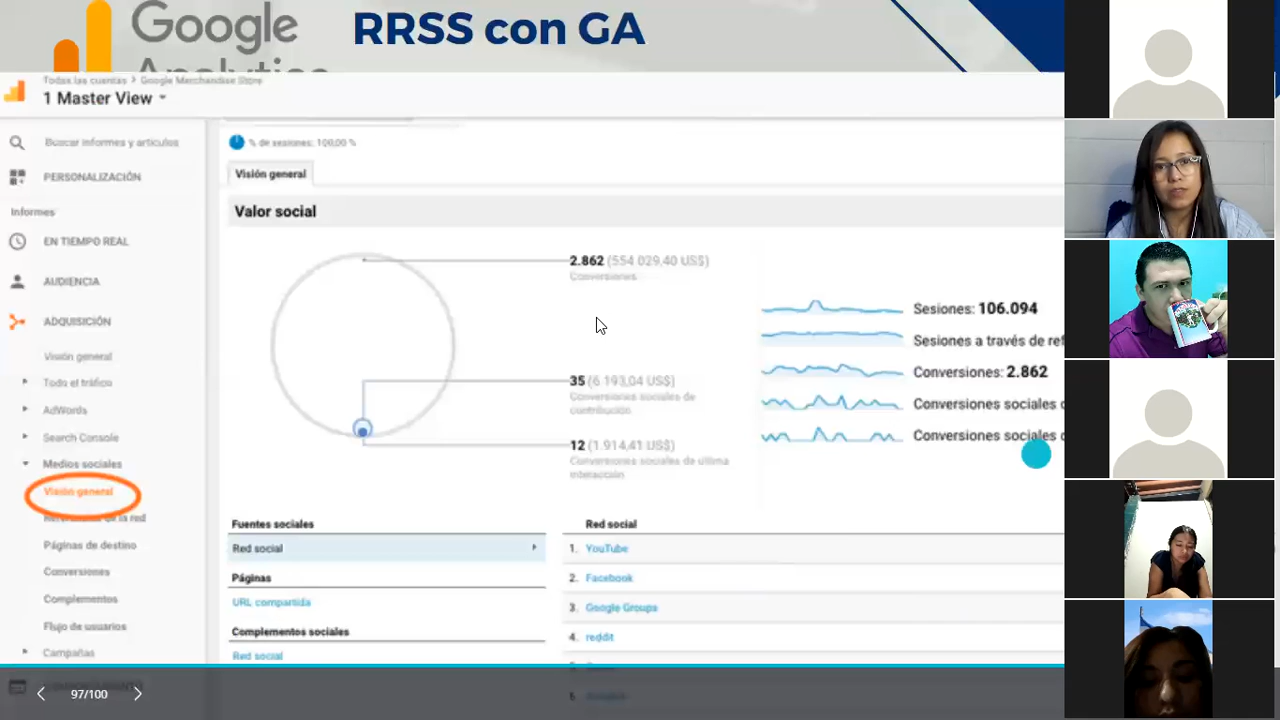 Google
Analytics
RRSS con GA
Todas las cuentas > Google Merchandise Store
1 Master View
Buscar informes y artículos
PERSONALIZACIÓN
Informes
EN TIEMPO REAL
AUDIENCIA
ADQUISICIÓN
Visión general
Todo el tráfico
AdWords
Search Console
Medios sociales
Visión general
Páginas de destino
Conversiones
Complementos
Flujo de usuarios
Campañas
% de sesiones: 100,00 %
Visión general
Valor social
2.862 (554.029,40 US$)
Conversiones
35 (6.193,04 US$)
Conversiones sociales de
contribución
12 (1.914,41 US$)
Conversiones sociales de última
interacción
Sesiones: 106.094
Sesiones a través de ref
Conversiones: 2.862
Conversiones sociales
Conversiones sociales
Fuentes sociales
Red social
Páginas
URL compartida
Complementos sociales
Red social
Red social
1. YouTube
2. Facebook
3. Google Groups
4. reddit
97/100